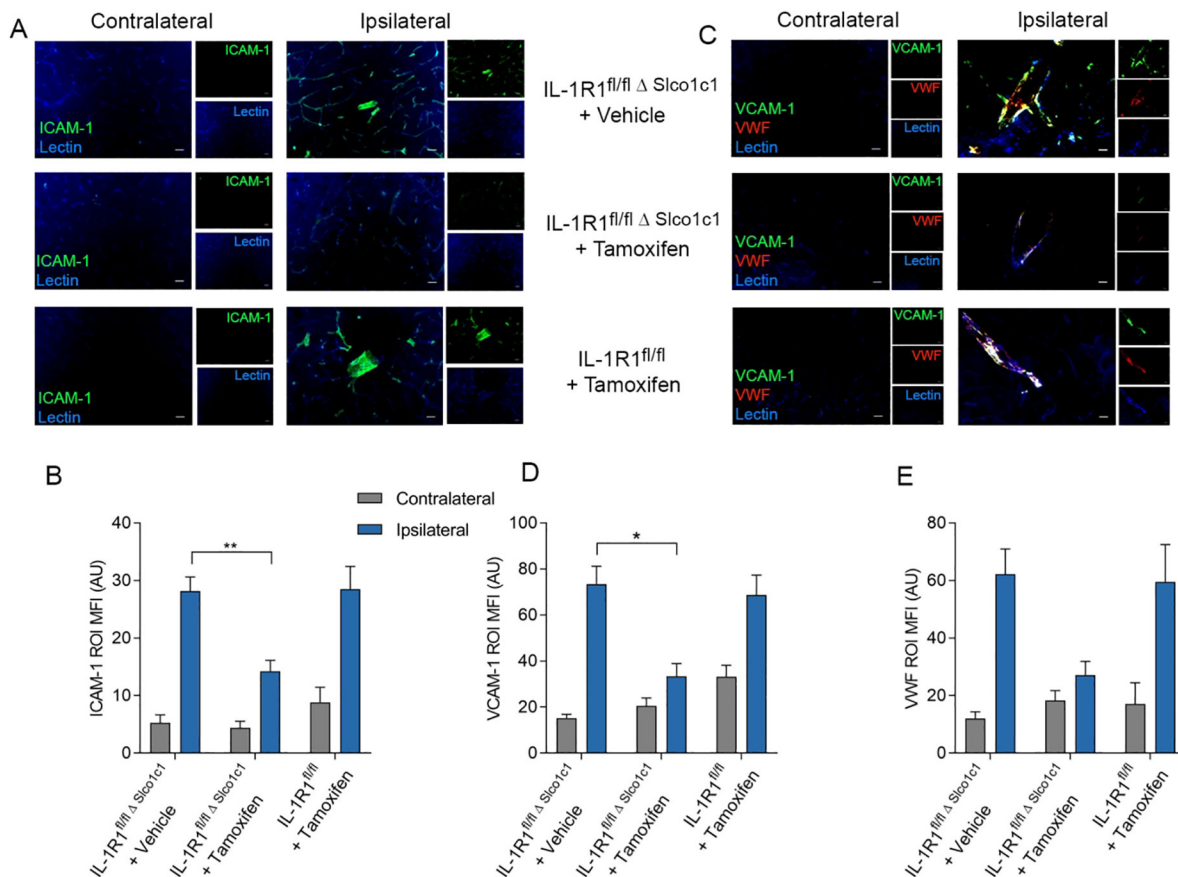 A
Contralateral
Ipsilateral
ICAM-1
Lectin
ICAM-1
Lectin
ICAM-1
Lectin
ICAM-1
Lectin
ICAM-1
Lectin
ICAM-1
Lectin
IL-1R1fl/fl Δ Slco1c1
+ Vehicle
IL-1R1fl/fl Δ Slco1c1
+ Tamoxifen
IL-1R1fl/fl
+ Tamoxifen
C
Contralateral
Ipsilateral
VCAM-1
VWF
Lectin
VCAM-1
VWF
Lectin
VCAM-1
VWF
Lectin
VCAM-1
VWF
Lectin
VCAM-1
VWF
Lectin
VCAM-1
VWF
Lectin
B
Contralateral
Ipsilateral
ICAM-1 ROI MFI (AU)
40
30
20
10
0
**
IL-1R1fl/fl Δ Slco1c1
+ Vehicle
IL-1R1fl/fl Δ Slco1c1
+ Tamoxifen
IL-1R1fl/fl
+ Tamoxifen
D
VCAM-1 ROI MFI (AU)
100
80
60
40
20
0
*
IL-1R1fl/fl Δ Slco1c1
+ Vehicle
IL-1R1fl/fl Δ Slco1c1
+ Tamoxifen
IL-1R1fl/fl
+ Tamoxifen
E
VWF ROI MFI (AU)
80
60
40
20
0
IL-1R1fl/fl Δ Slco1c1
+ Vehicle
IL-1R1fl/fl Δ Slco1c1
+ Tamoxifen
IL-1R1fl/fl
+ Tamoxifen